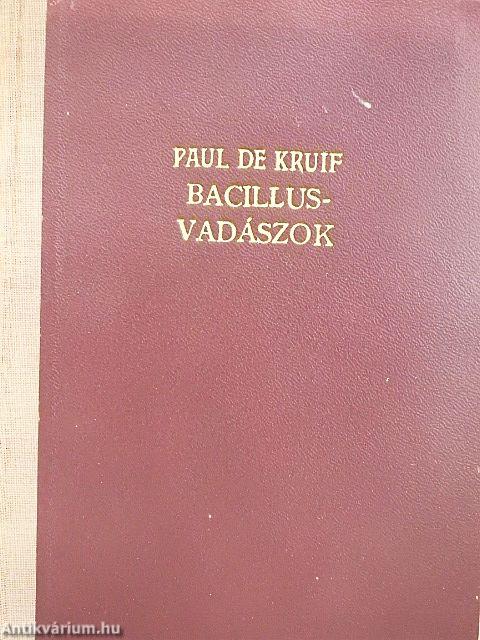 PAUL DE KRUIF
BACILLUS-
VADÁSZOK
Antikvárium.hu